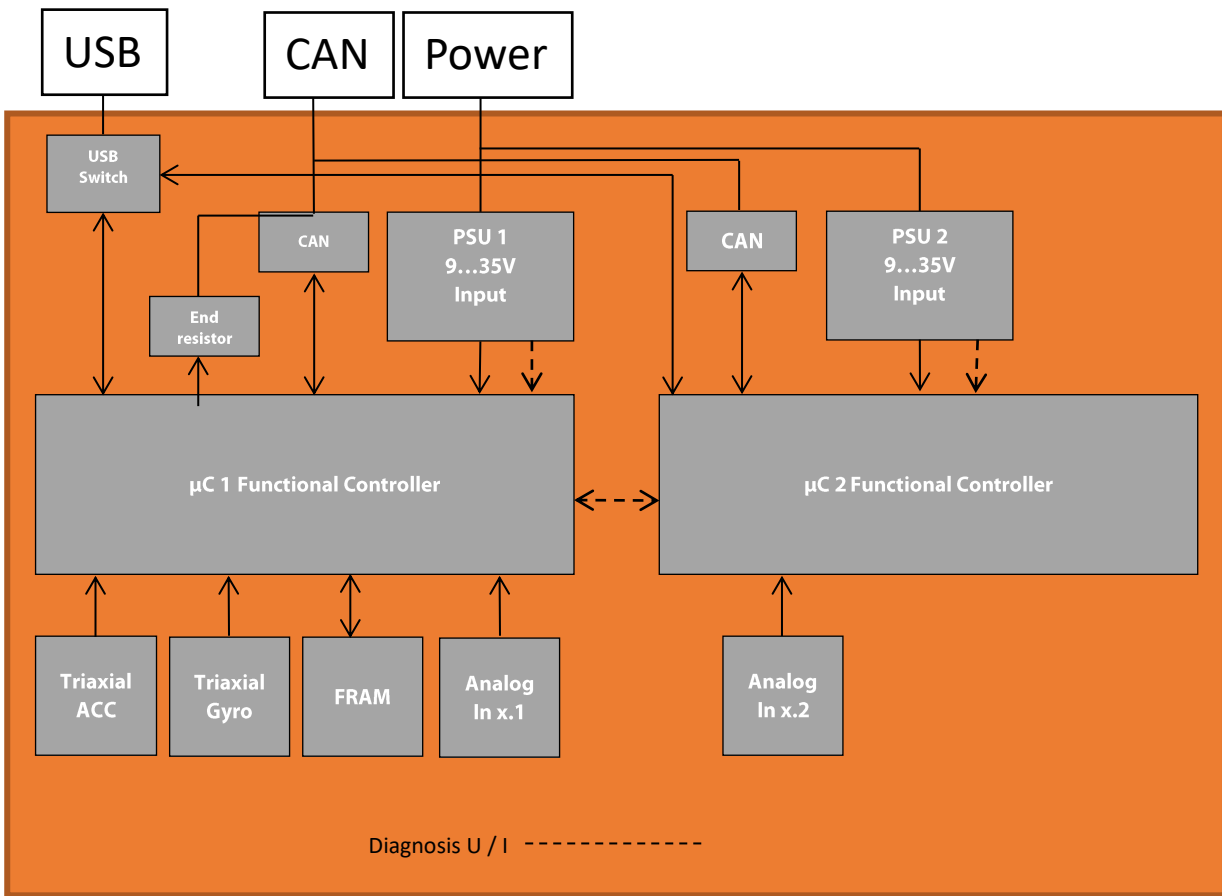 USB
CAN
Power
USB
Switch
CAN
PSU 1
9...35V
Input
CAN
PSU 2
9...35V
Input
End
resistor
µC 1 Functional Controller
µC 2 Functional Controller
Triaxial
ACC
Triaxial
Gyro
FRAM
Analog
In x.1
Analog
In x.2
Diagnosis U / I